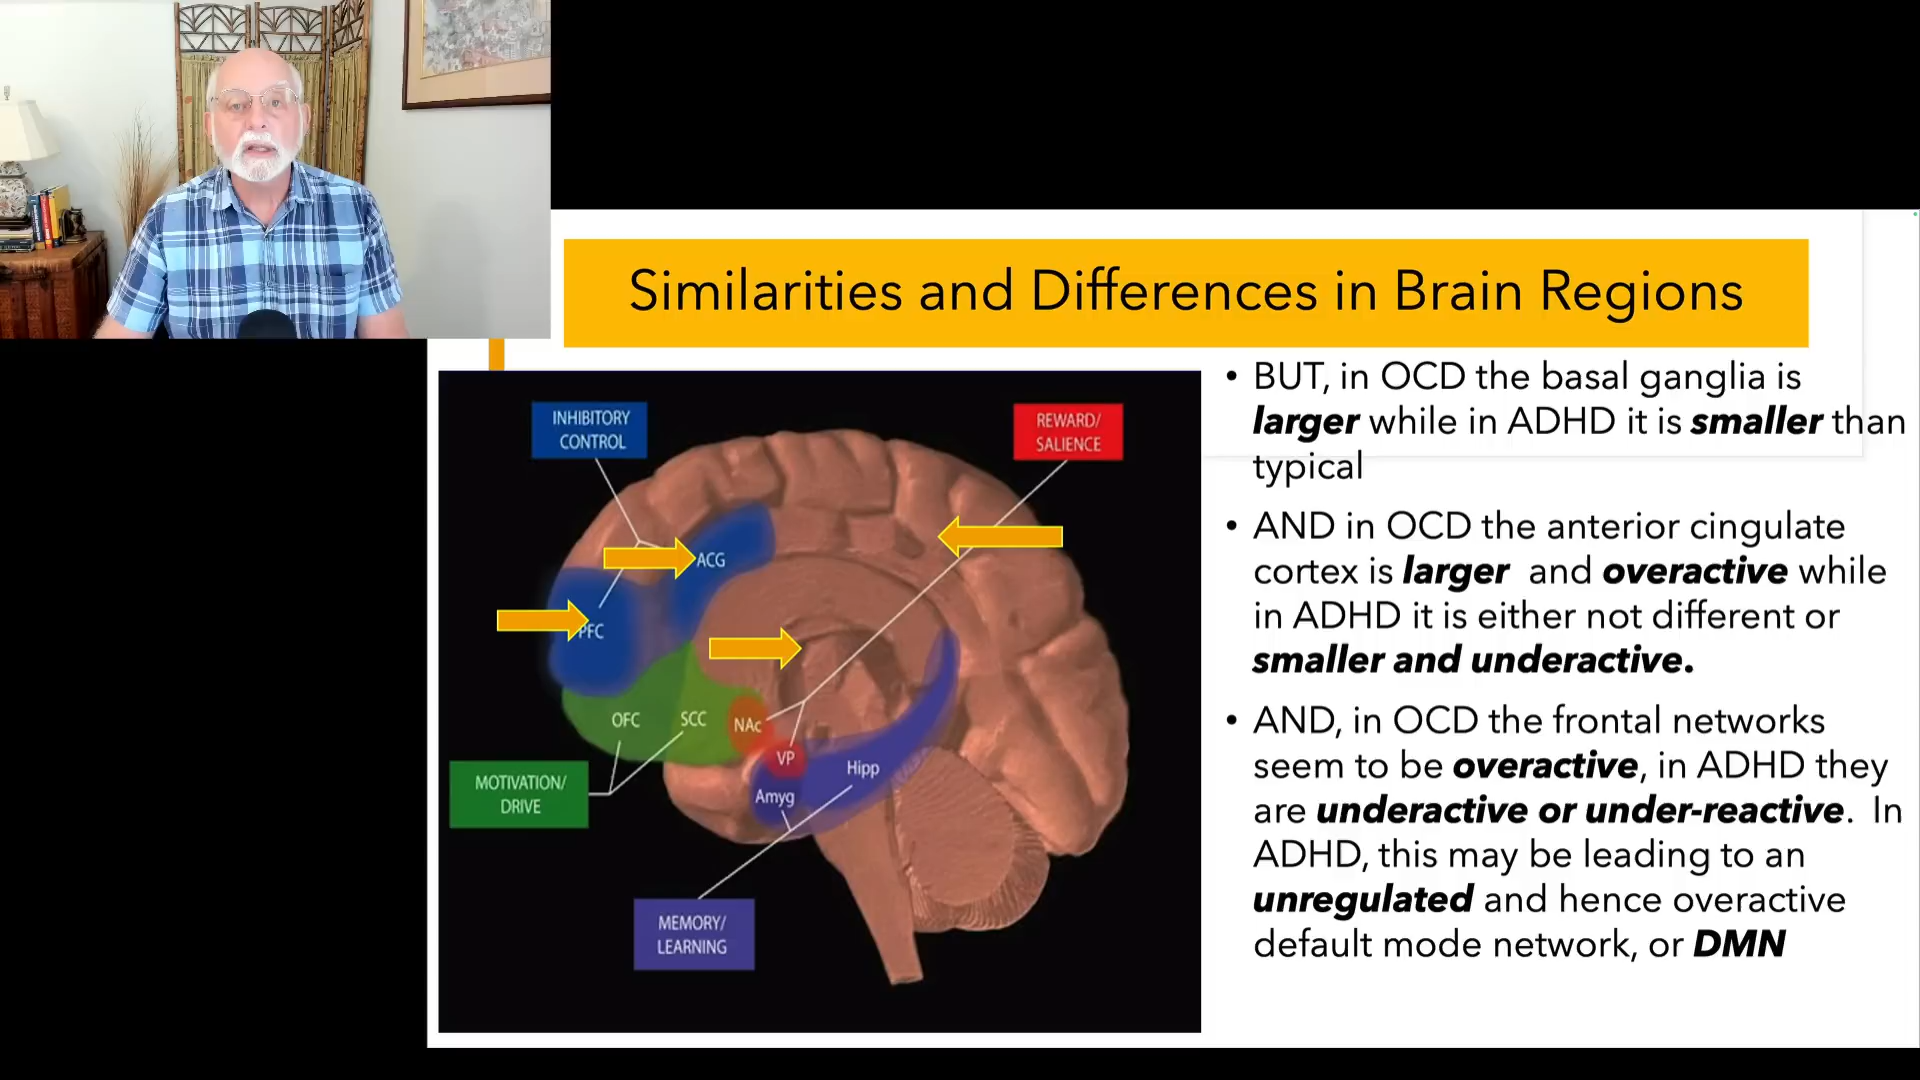 Similarities and Differences in Brain Regions
INHIBITORY
CONTROL
REWARD/
SALIENCE
ACG
PFC
OFC
SCC
NAc
VP
Hipp
Amyg
MOTIVATION/
DRIVE
MEMORY/
LEARNING
• BUT, in OCD the basal ganglia is
larger while in ADHD it is smaller than
typical
• AND in OCD the anterior cingulate
cortex is larger and overactive while
in ADHD it is either not different or
smaller and underactive.
• AND, in OCD the frontal networks
seem to be overactive, in ADHD they
are underactive or under-reactive. In
ADHD, this may be leading to an
unregulated and hence overactive
default mode network, or DMN